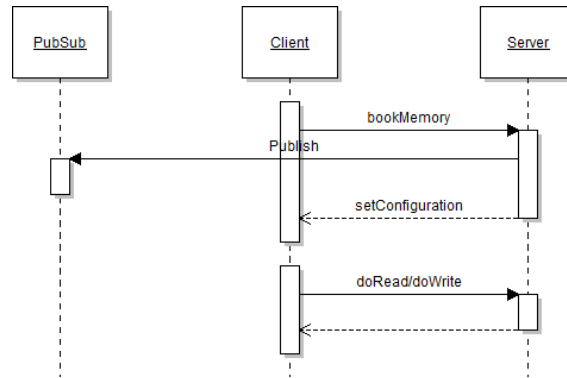 PubSub
Client
Server
bookMemory
Publish
setConfiguration
doRead/doWrite